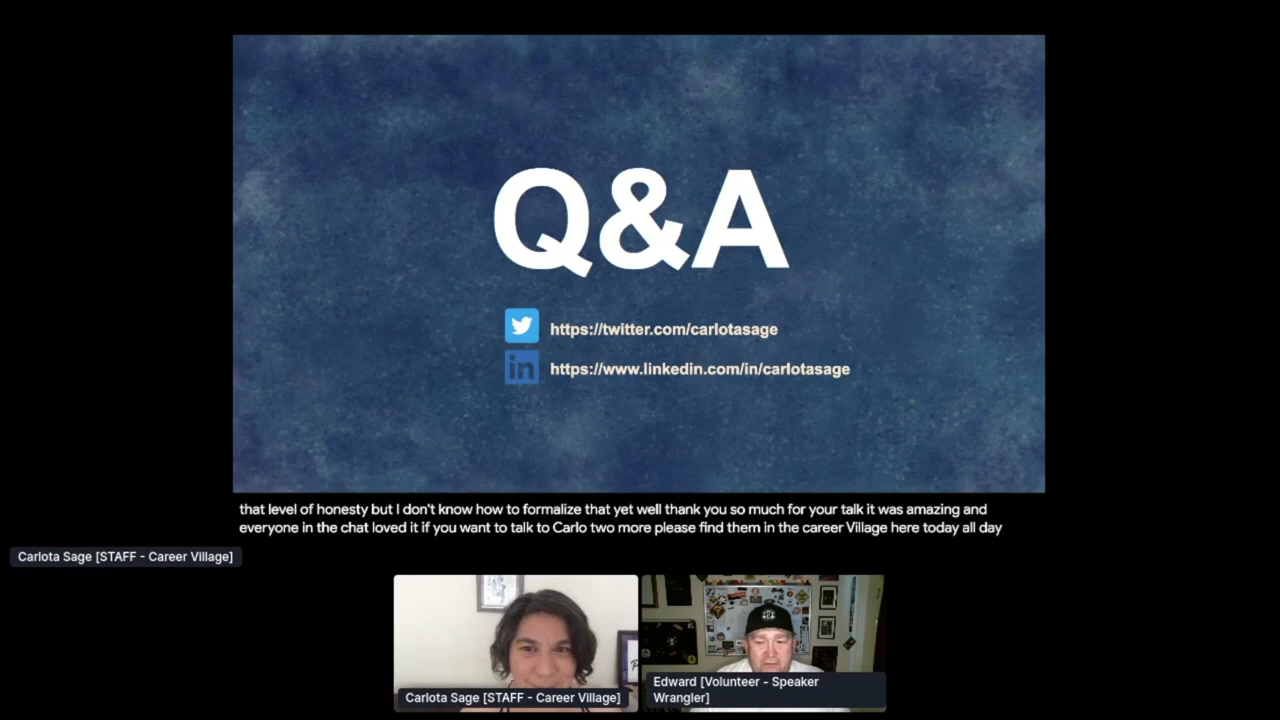 Q&A
https://twitter.com/carlotasage
in https://www.linkedin.com/in/carlotasage
that level of honesty but I don't know how to formalize that yet well thank you so much for your talk it was amazing and
everyone in the chat loved it if you want to talk to Carlo two more please find them in the career Village here today all day
Carlota Sage [STAFF - Career Village]
Carlota Sage [STAFF - Career Village]
Edward [Volunteer - Speaker
Wrangler]